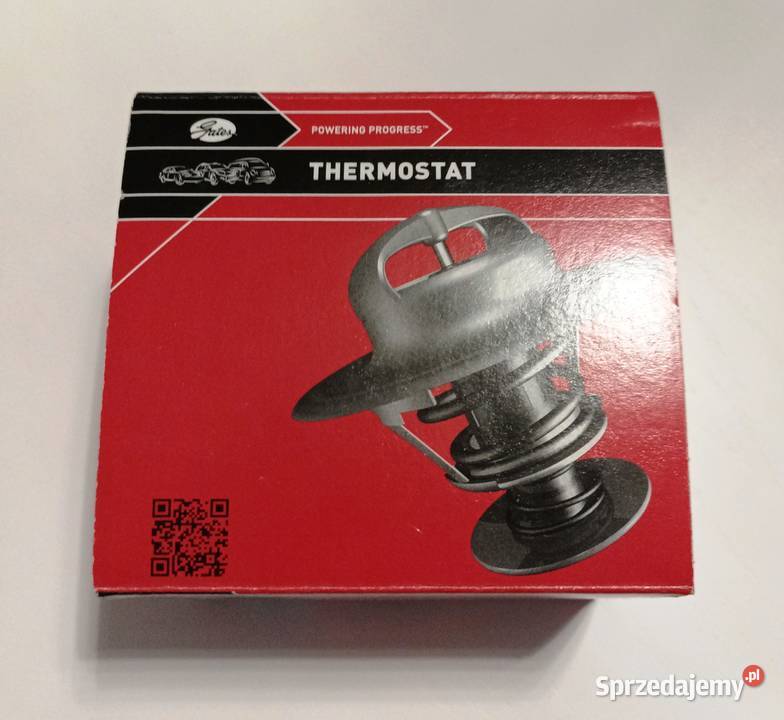 Gates
POWERING PROGRESS™
THERMOSTAT
Sprzedajemy.pl